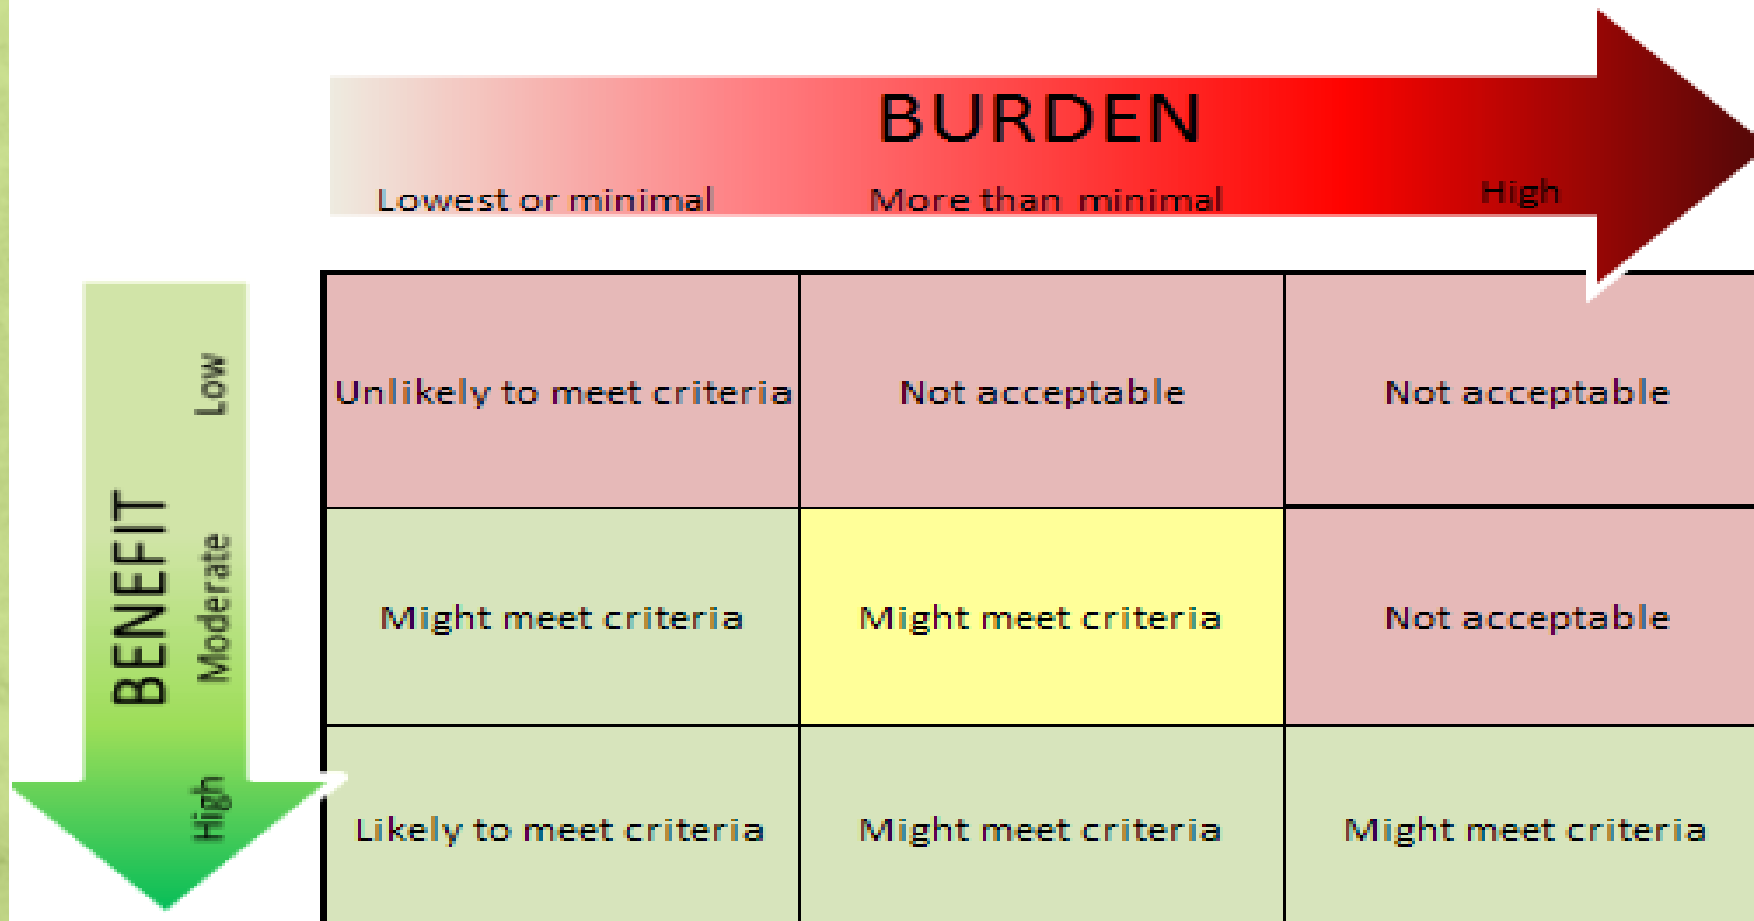 BURDEN
Lowest or minimal More than minimal High
BENEFIT
Low
Moderate
High
Unlikely to meet criteria Not acceptable Not acceptable
Might meet criteria Might meet criteria Not acceptable
Likely to meet criteria Might meet criteria Might meet criteria